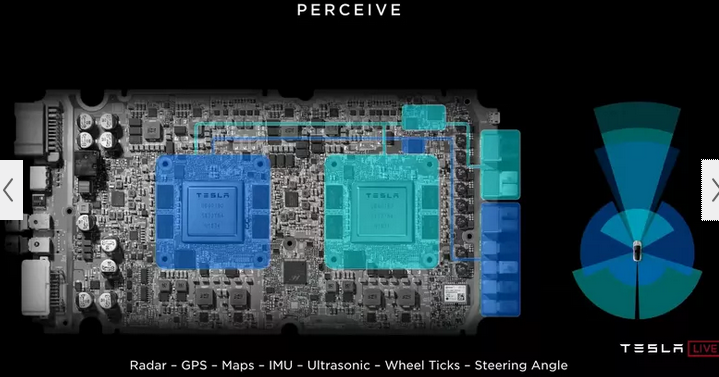 PERCEIVE
TESLA
TESLA
TESLA LIVE
Radar – GPS – Maps – IMU – Ultrasonic – Wheel Ticks – Steering Angle